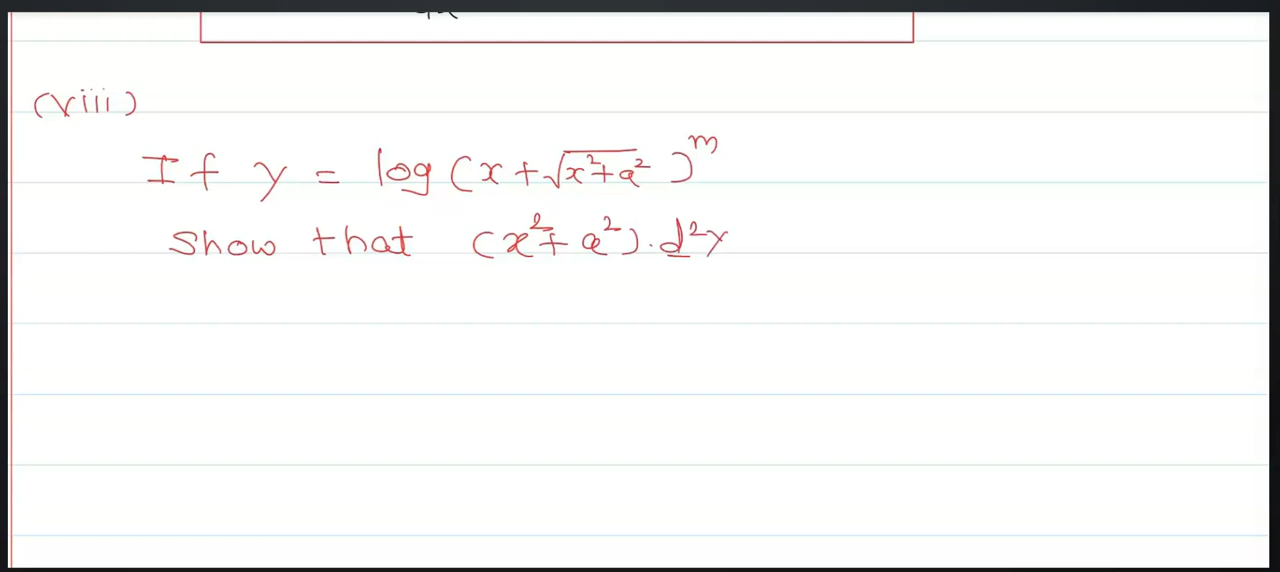 (viii)
If y = log (x + √x²+a² )ᵐ
Show that (x²+ a²). d²y